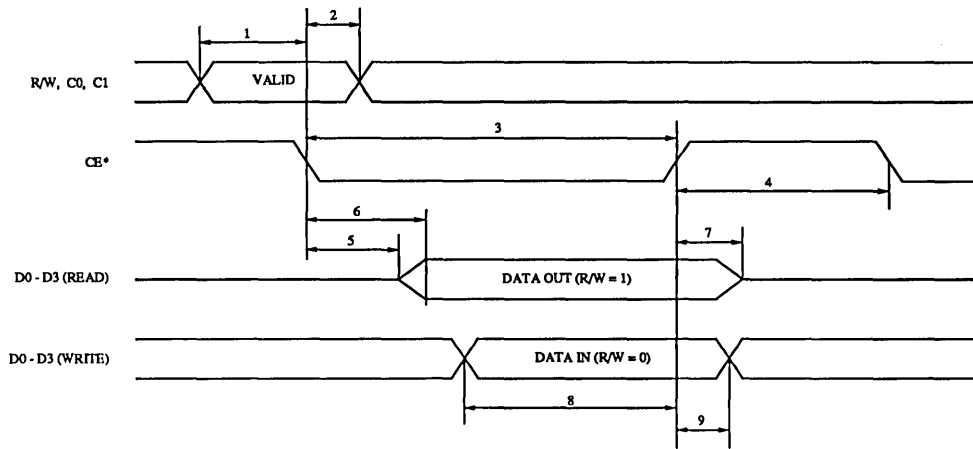 1
2
R/W, C0, C1
VALID
3
CE*
4
6
5
7
D0 - D3 (READ)
DATA OUT (R/W = 1)
D0 - D3 (WRITE)
DATA IN (R/W = 0)
8
9